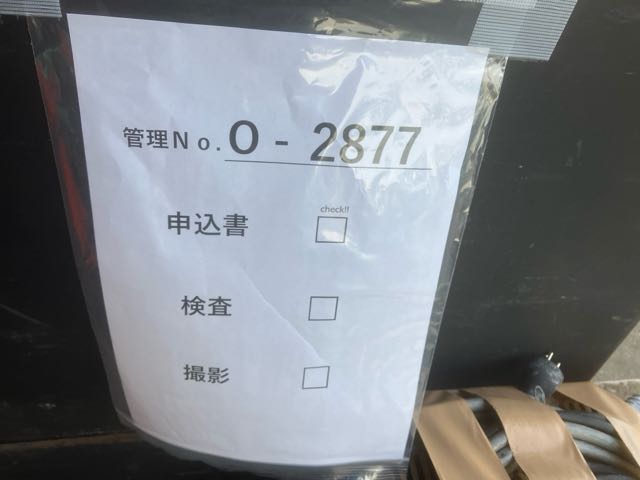 管理No. O - 2877
check!!
申込書 □
検査 □
撮影 □